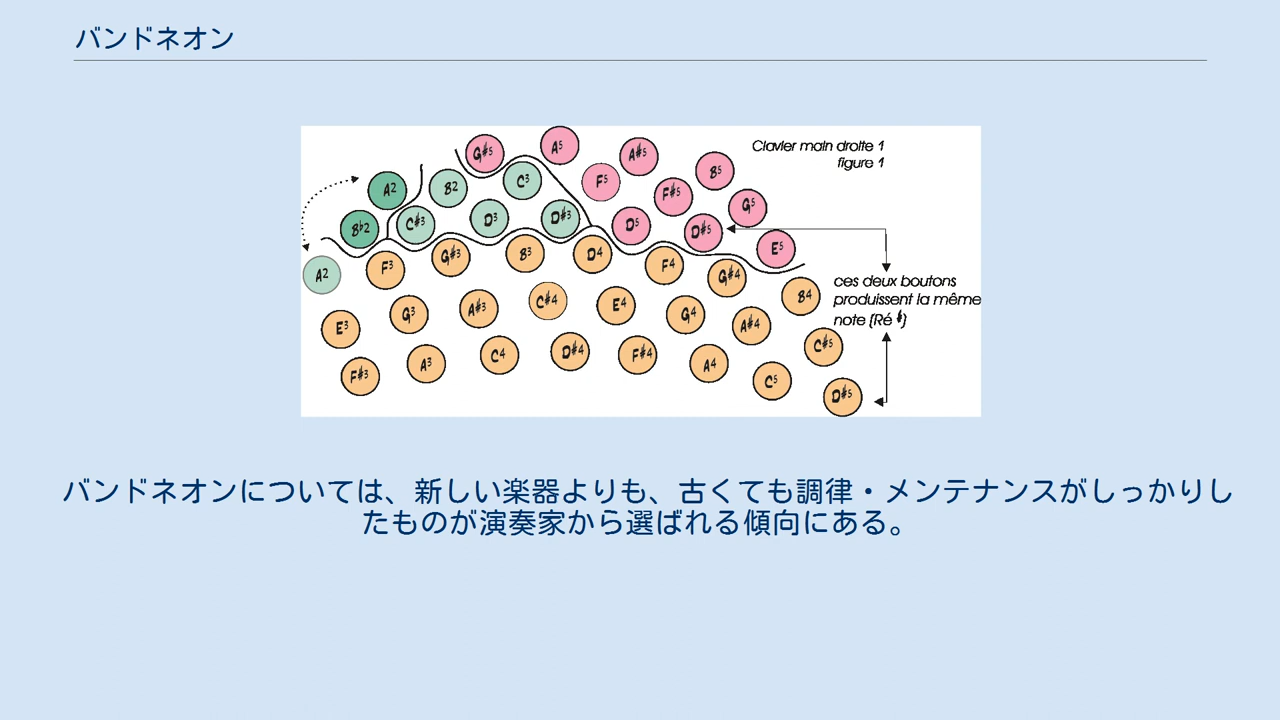 バンドネオン
Clavier main droite 1
figure 1
G#5 A5 A#5 B5
A2 B2 C3 F5 F#5 G5
B♭2 C#3 D3 D#3 D5 D#5 E5
A2 F3 G#3 B3 D4 F4 G#4 B4
E3 G3 A#3 C#4 E4 G4 A#4 C#5
F#3 A3 C4 D#4 F#4 A4 C5 D#5
ces deux boutons
produissent la même
note (Ré #)
バンドネオンについては、新しい楽器よりも、古くても調律・メンテナンスがしっかりし
たものが演奏家から選ばれる傾向にある。